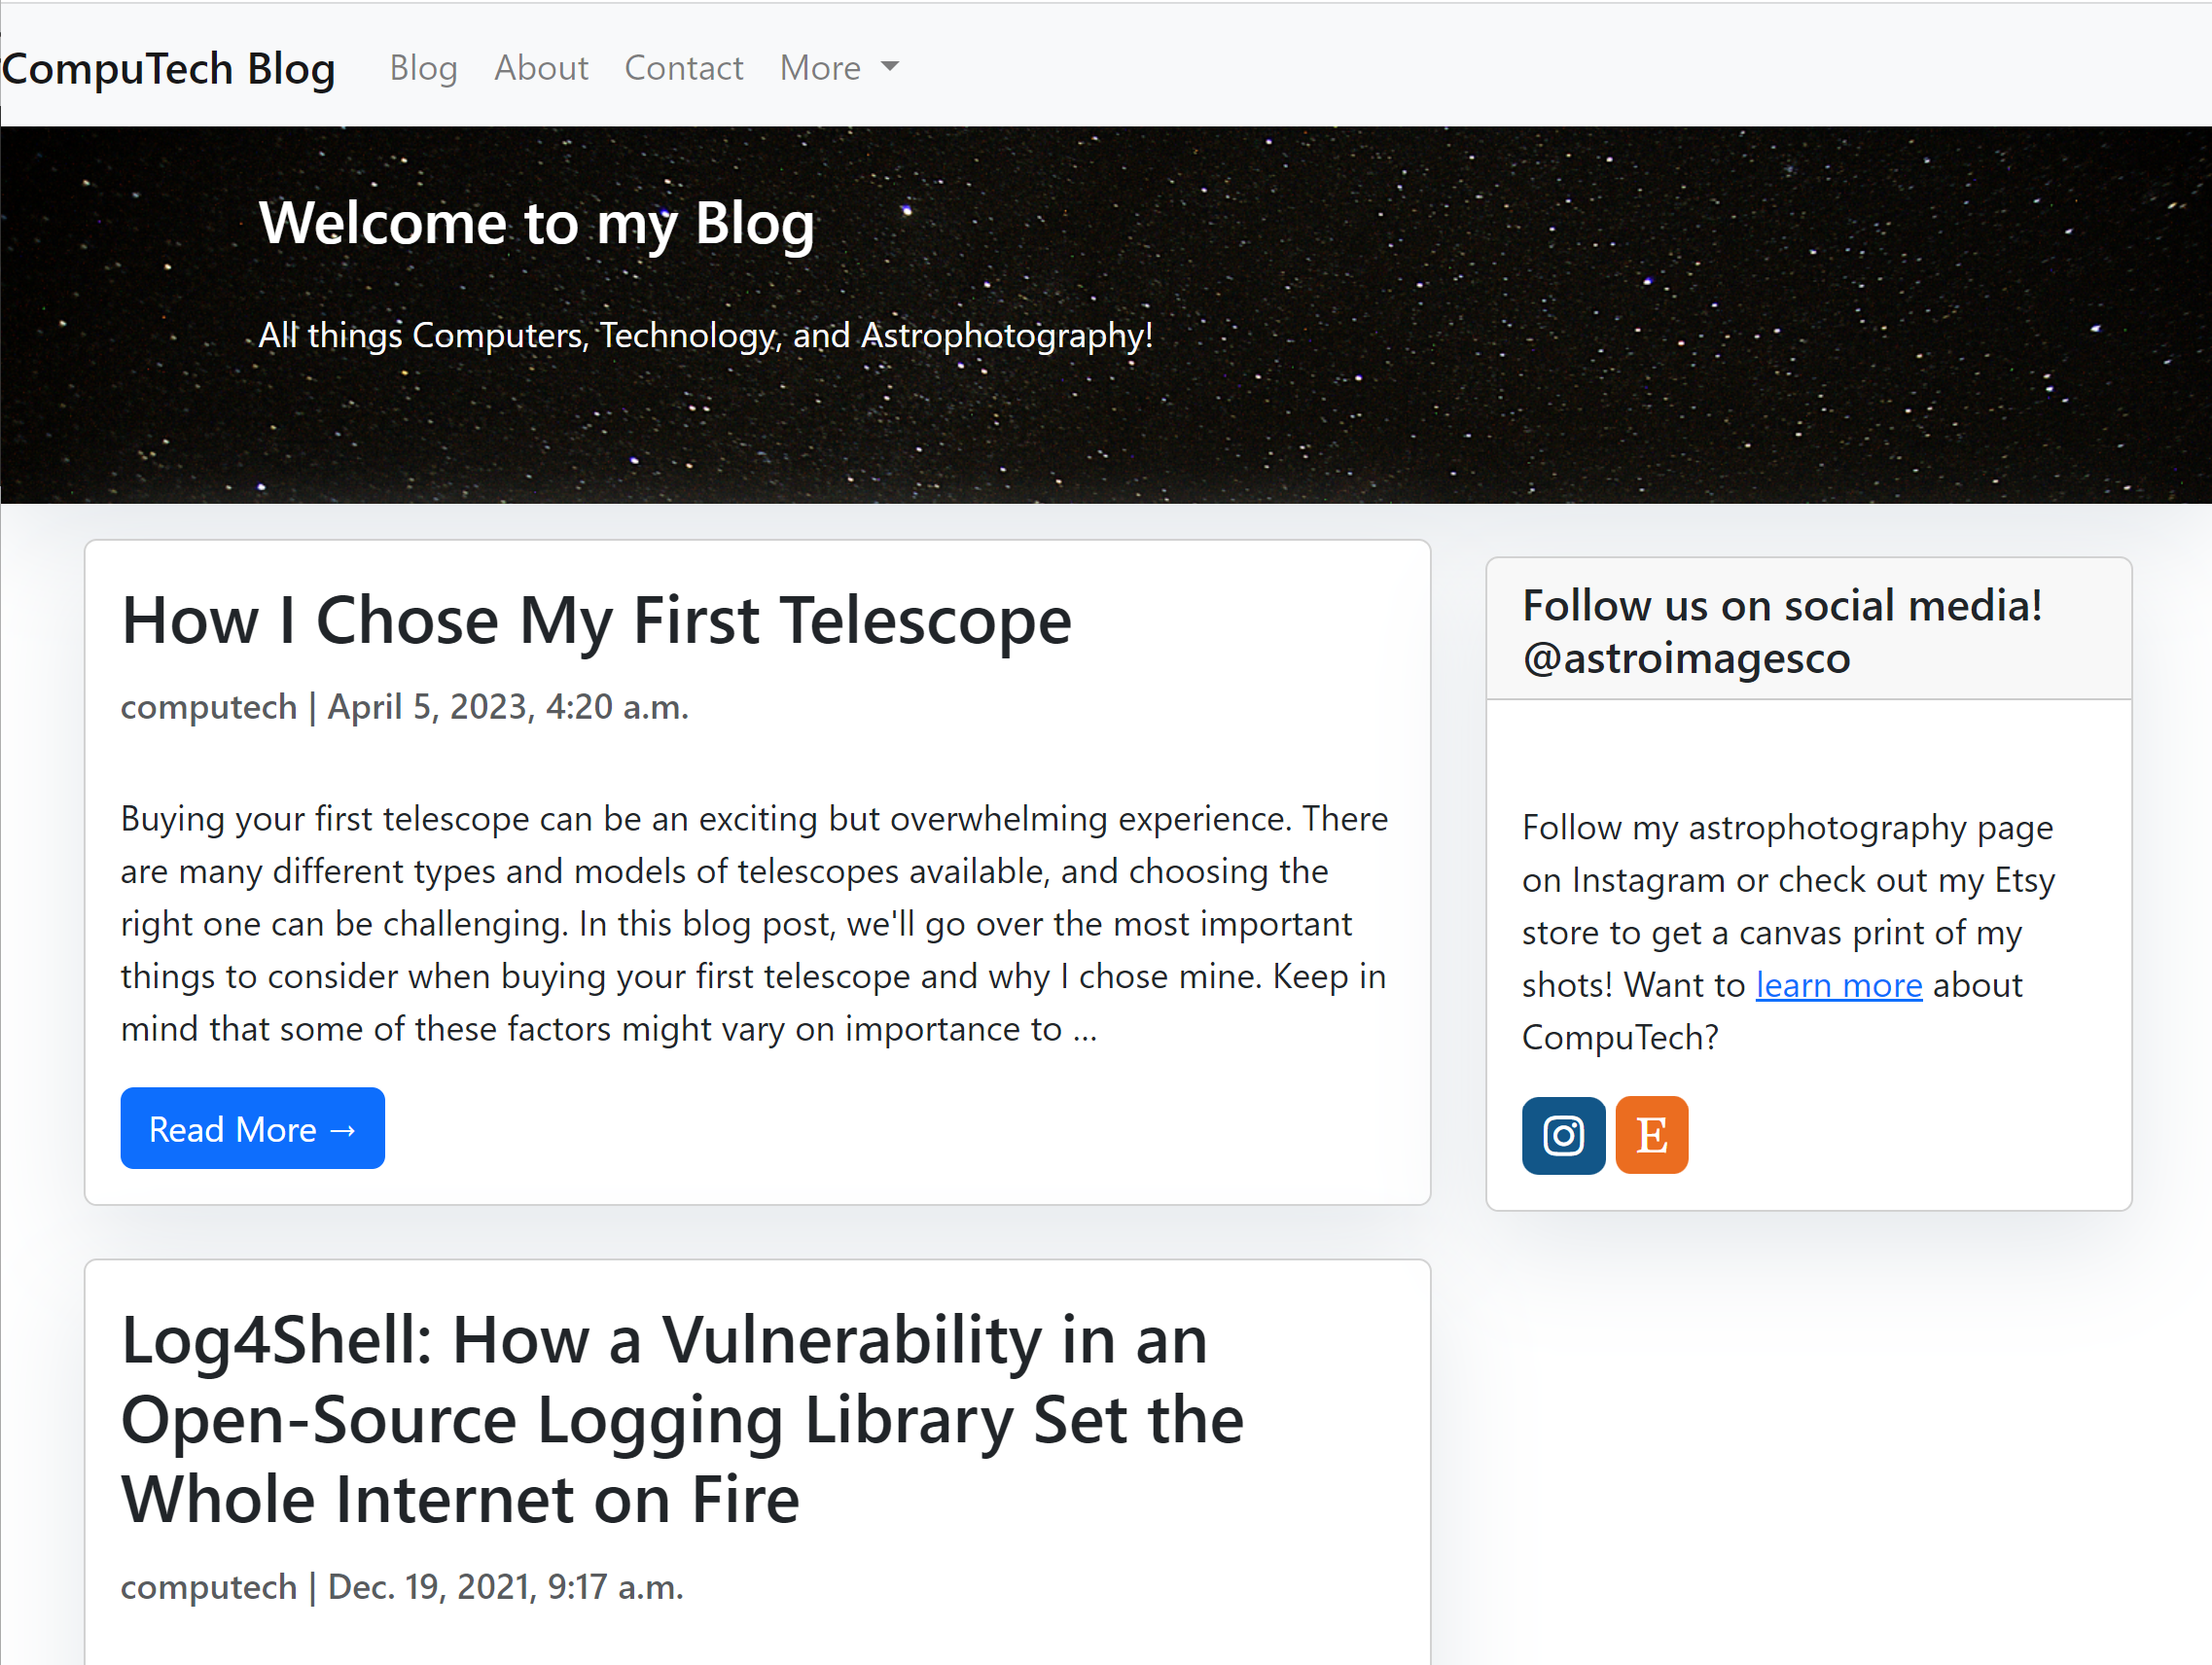 CompuTech Blog Blog About Contact More
Welcome to my Blog
All things Computers, Technology, and Astrophotography!
How I Chose My First Telescope
computech | April 5, 2023, 4:20 a.m.
Buying your first telescope can be an exciting but overwhelming experience. There
are many different types and models of telescopes available, and choosing the
right one can be challenging. In this blog post, we'll go over the most important
things to consider when buying your first telescope and why I chose mine. Keep in
mind that some of these factors might vary on importance to ...
Read More →
Log4Shell: How a Vulnerability in an
Open-Source Logging Library Set the
Whole Internet on Fire
computech | Dec. 19, 2021, 9:17 a.m.
Follow us on social media!
@astroimagesco
Follow my astrophotography page
on Instagram or check out my Etsy
store to get a canvas print of my
shots! Want to learn more about
CompuTech?
E